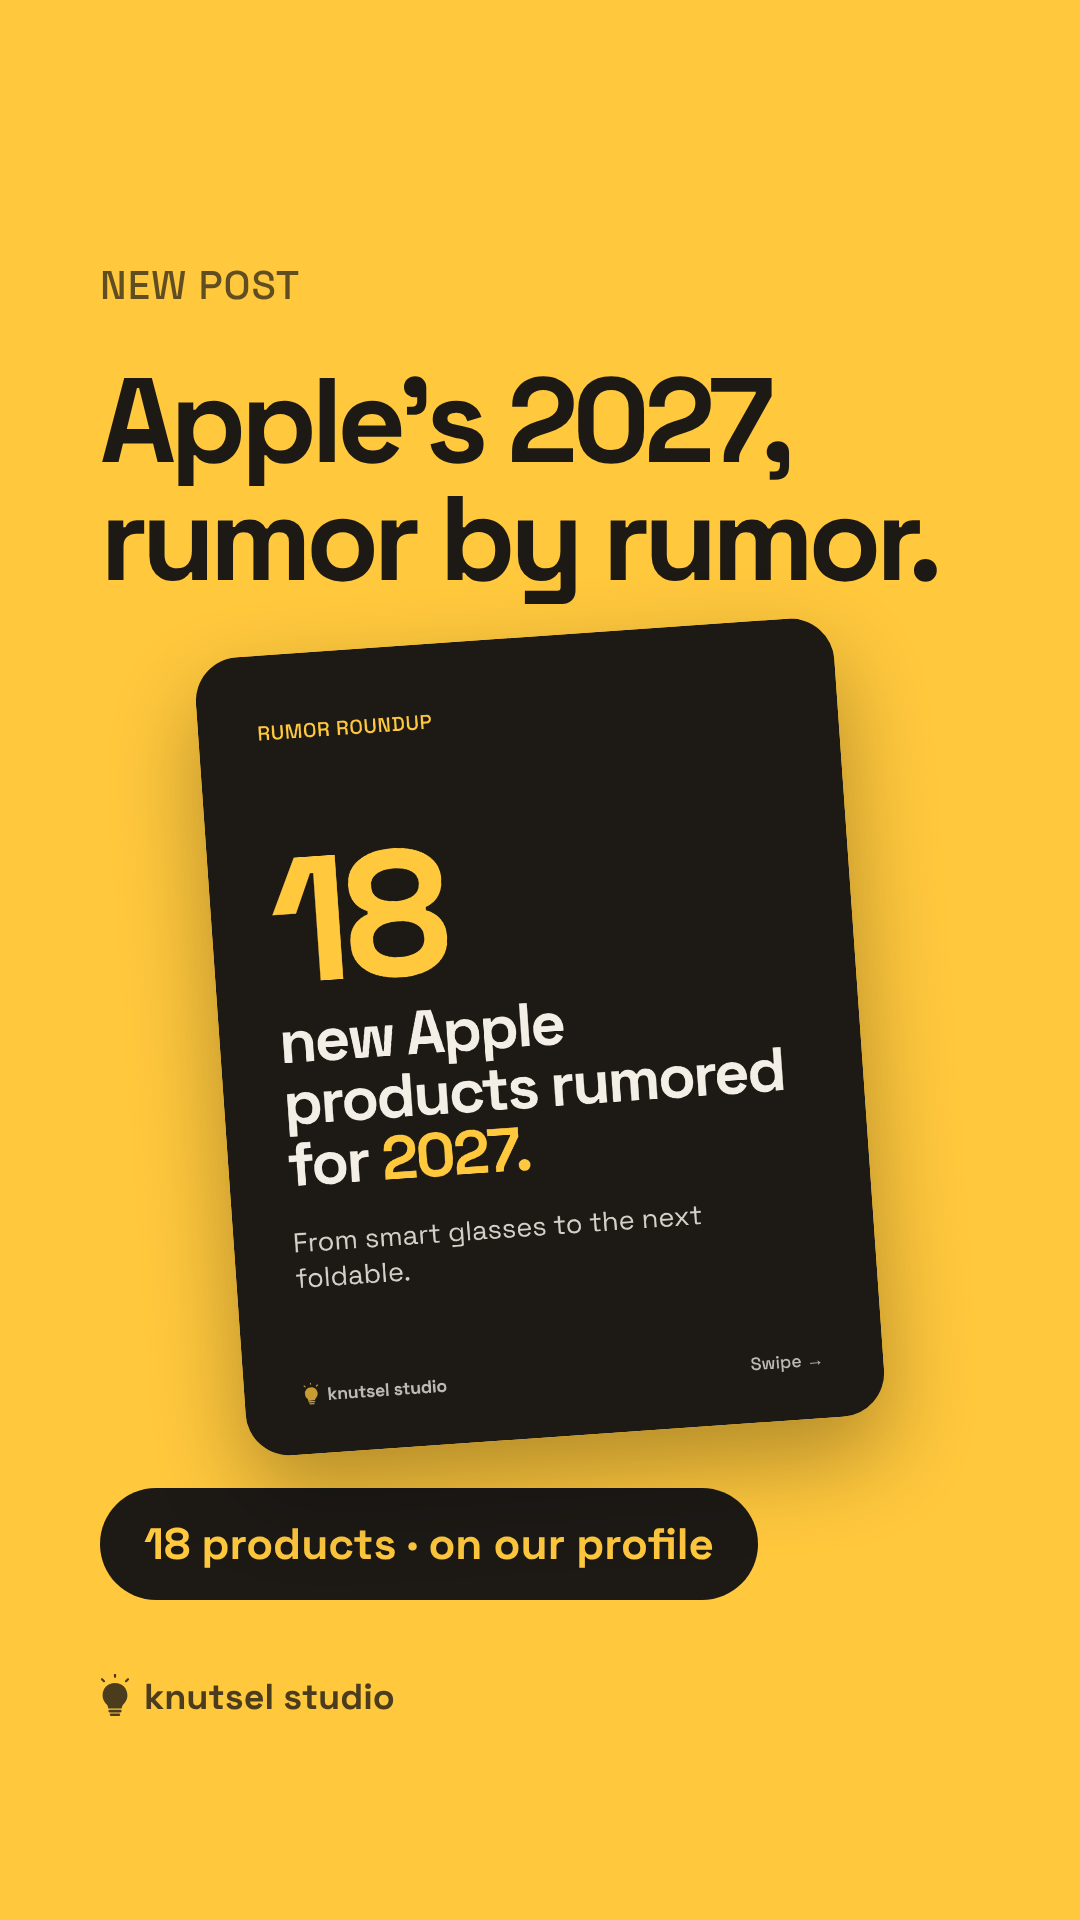 NEW POST
Apple’s 2027,
rumor by rumor.
RUMOR ROUNDUP
18
new Apple
products rumored
for 2027.
From smart glasses to the next
foldable.
knutsel studio
Swipe →
18 products · on our profile
knutsel studio